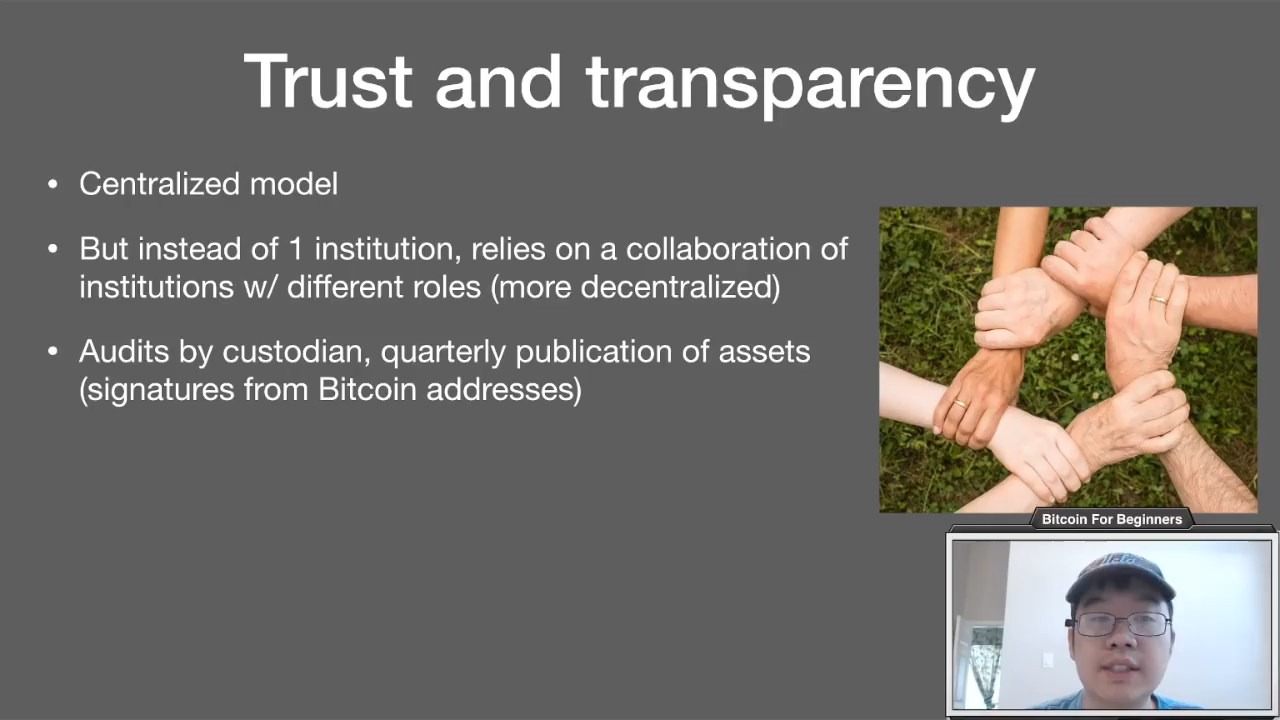 Trust and transparency
• Centralized model
• But instead of 1 institution, relies on a collaboration of
institutions w/ different roles (more decentralized)
• Audits by custodian, quarterly publication of assets
(signatures from Bitcoin addresses)
Bitcoin For Beginners